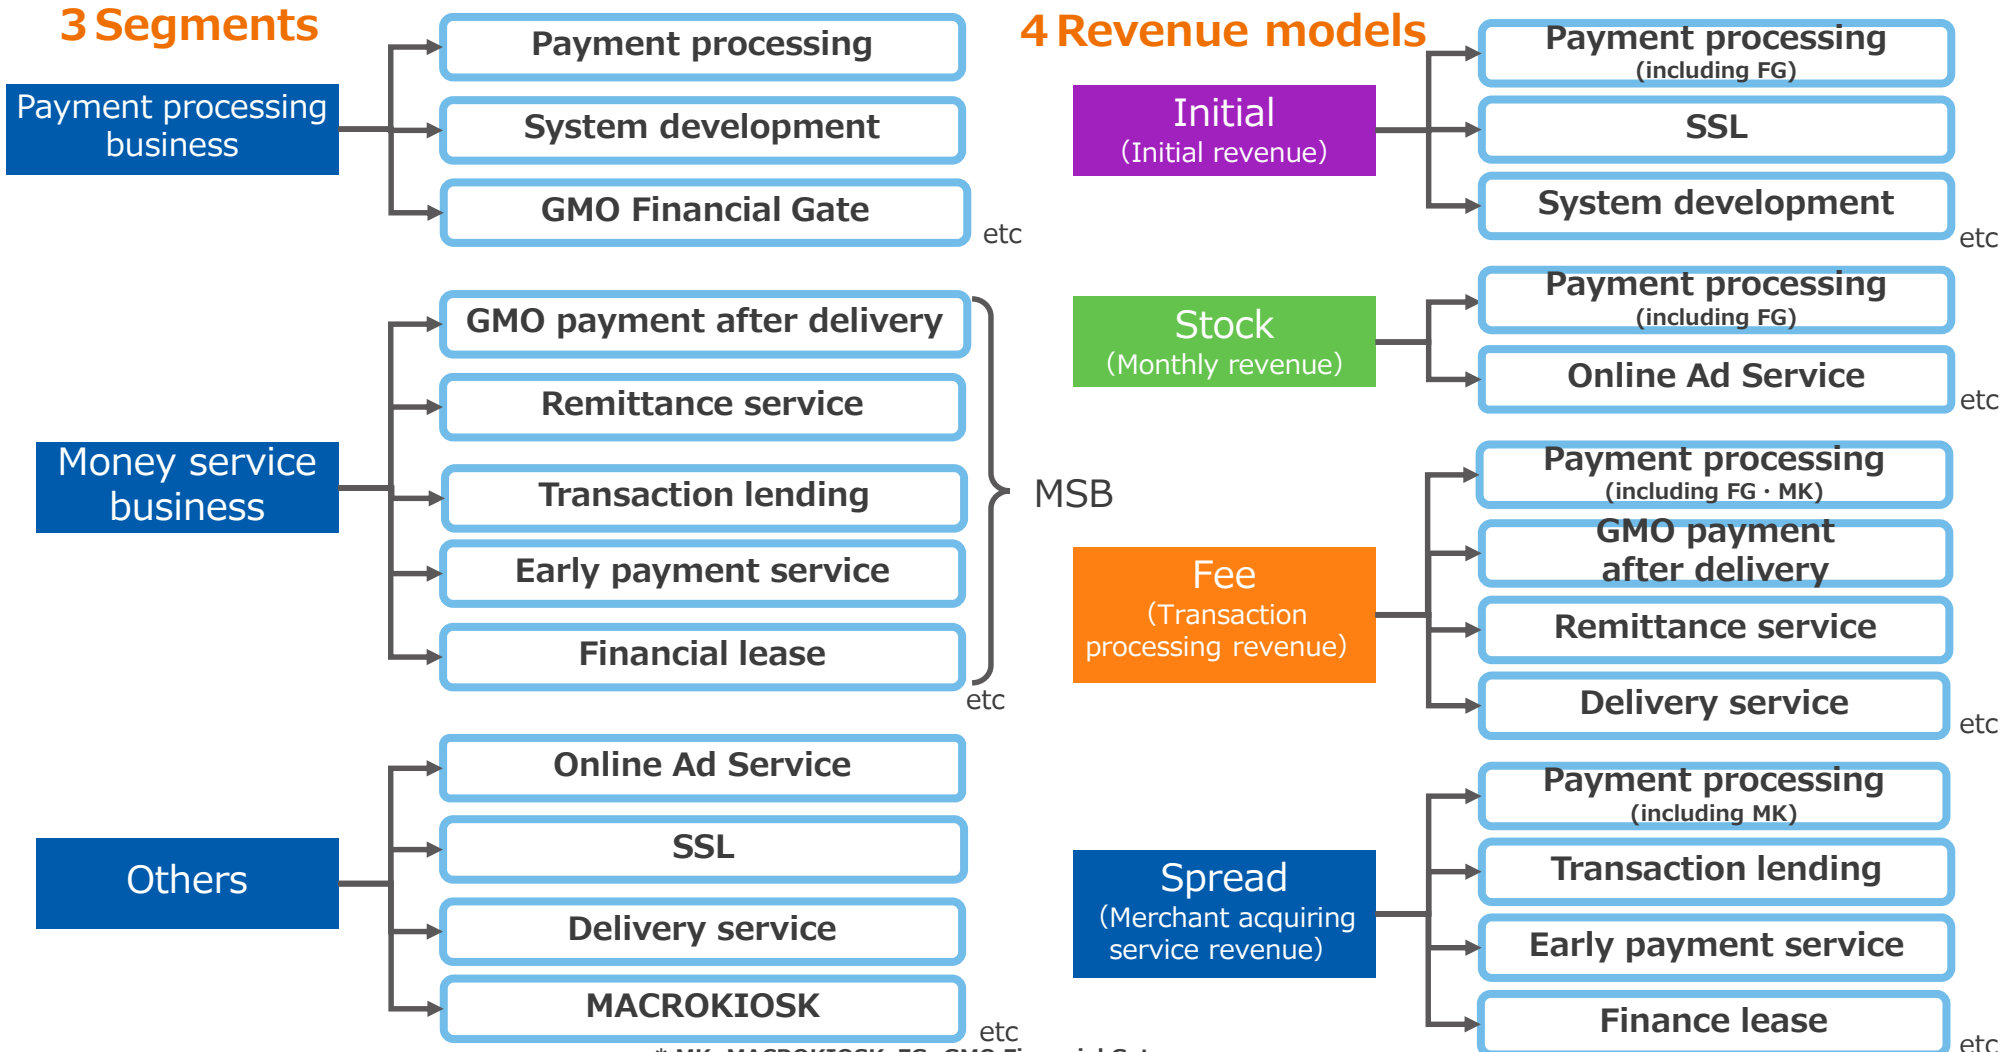 3 Segments
Payment processing
business
Payment processing
System development
GMO Financial Gate
etc
Money service
business
GMO payment after delivery
Remittance service
Transaction lending
Early payment service
Financial lease
etc
MSB
Others
Online Ad Service
SSL
Delivery service
MACROKIOSK
etc
4 Revenue models
Initial
(Initial revenue)
Payment processing
(including FG)
SSL
System development
etc
Stock
(Monthly revenue)
Payment processing
(including FG)
Online Ad Service
etc
Fee
(Transaction
processing revenue)
Payment processing
(including FG・MK)
GMO payment
after delivery
Remittance service
Delivery service
etc
Spread
(Merchant acquiring
service revenue)
Payment processing
(including MK)
Transaction lending
Early payment service
Finance lease
etc